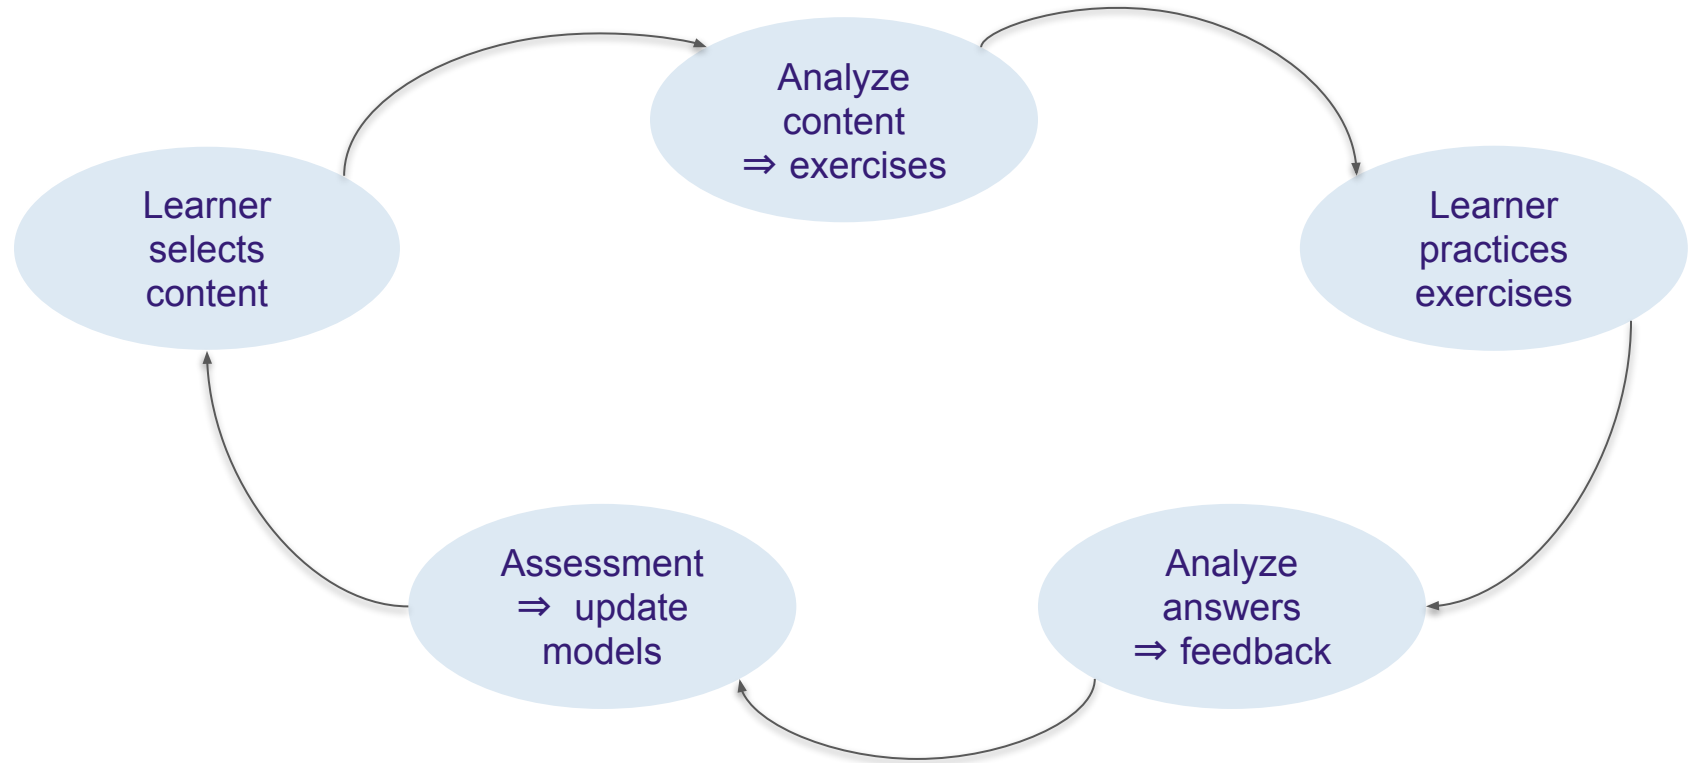 Analyze
content
⇒ exercises
Learner
selects
content
Learner
practices
exercises
Assessment
⇒ update
models
Analyze
answers
⇒ feedback